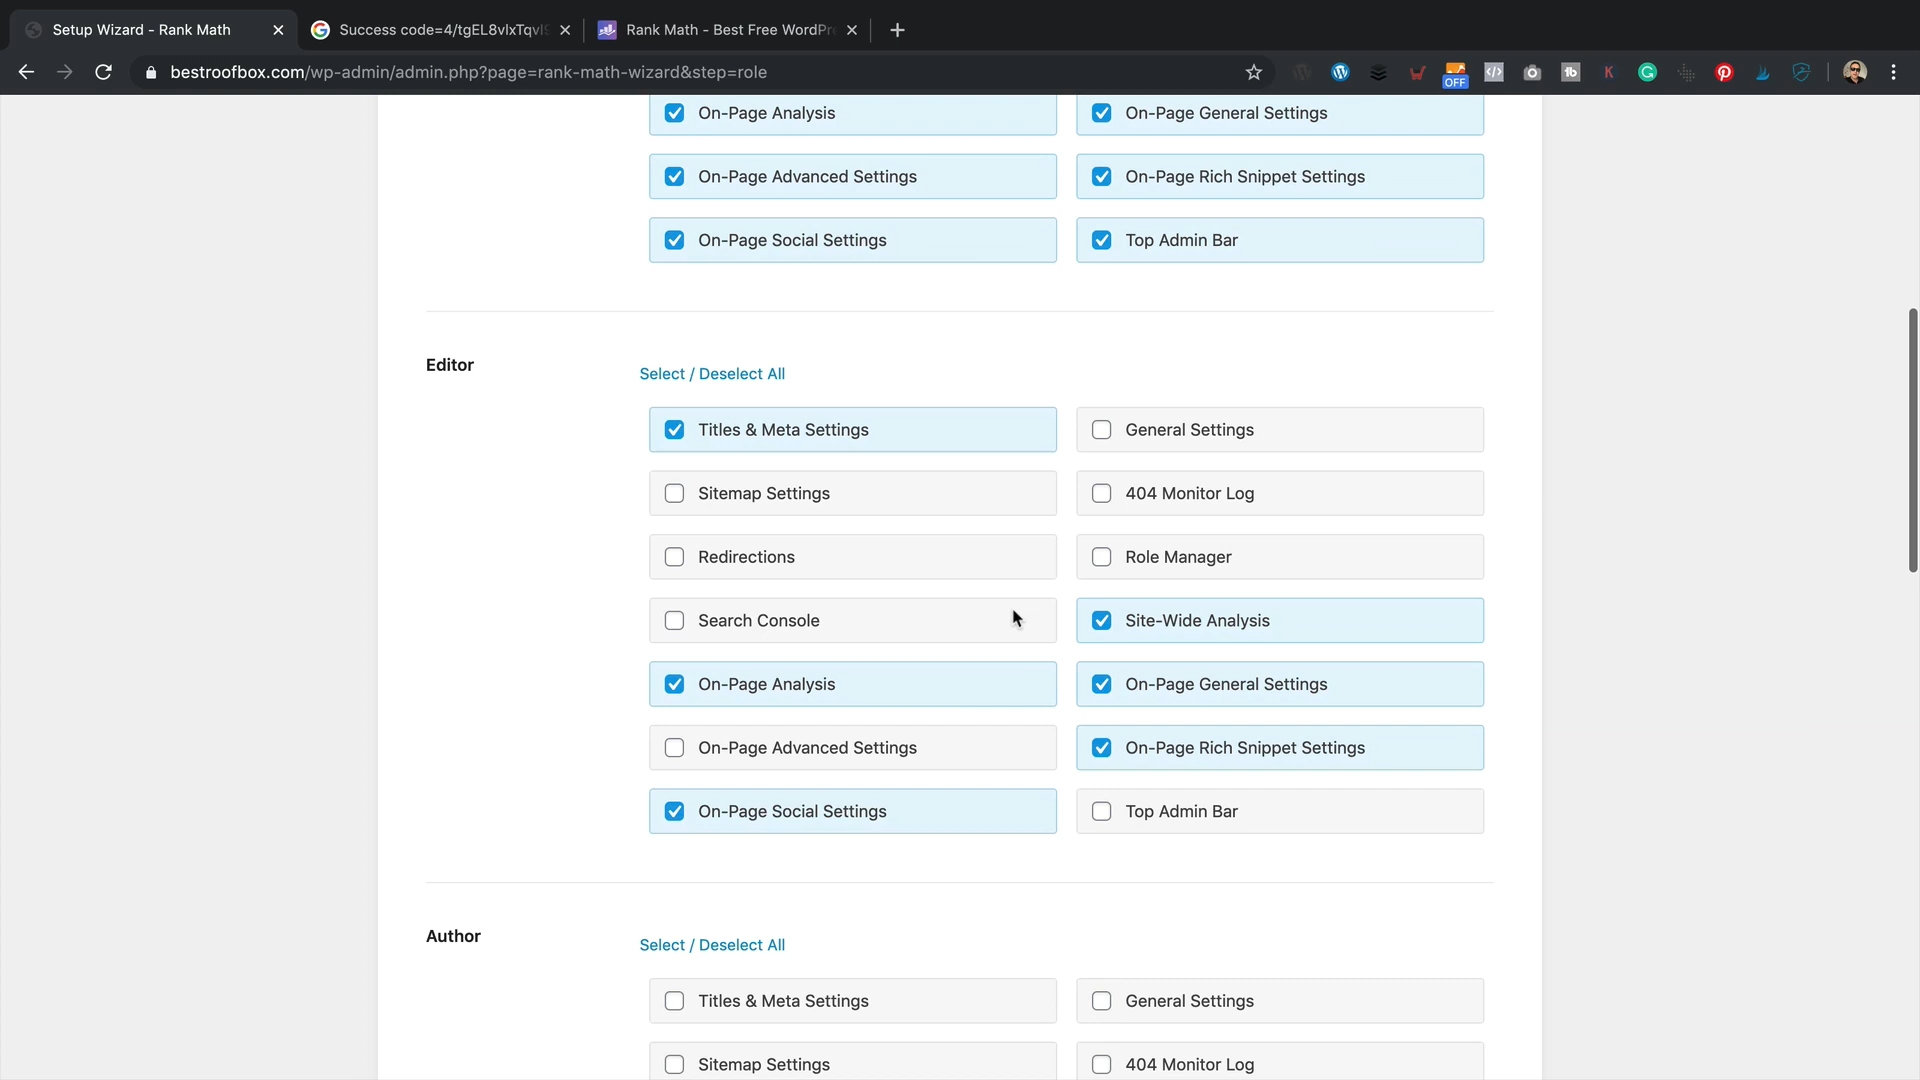 Setup Wizard - Rank Math
Success code=4/tgEL8vlxTqvl
Rank Math - Best Free WordPr
bestroofbox.com/wp-admin/admin.php?page=rank-math-wizard&step=role
OFF
On-Page Analysis
On-Page General Settings
On-Page Advanced Settings
On-Page Rich Snippet Settings
On-Page Social Settings
Top Admin Bar
Editor
Select / Deselect All
Titles & Meta Settings
General Settings
Sitemap Settings
404 Monitor Log
Redirections
Role Manager
Search Console
Site-Wide Analysis
On-Page Analysis
On-Page General Settings
On-Page Advanced Settings
On-Page Rich Snippet Settings
On-Page Social Settings
Top Admin Bar
Author
Select / Deselect All
Titles & Meta Settings
General Settings
Sitemap Settings
404 Monitor Log